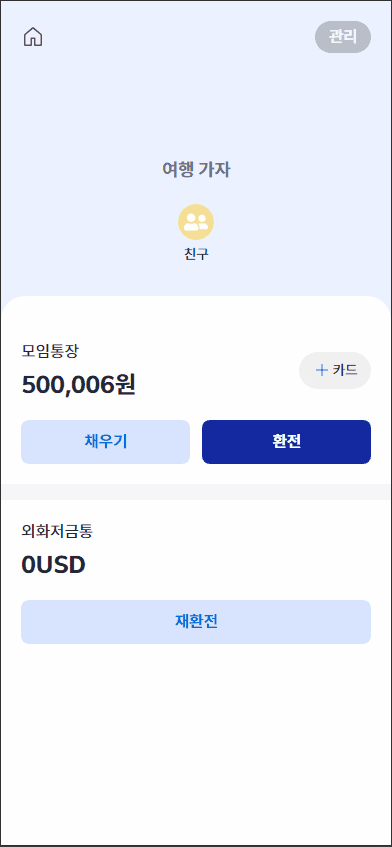 관리
여행 가자
친구
모임통장
500,006원
+ 카드
채우기
환전
외화저금통
0USD
재환전